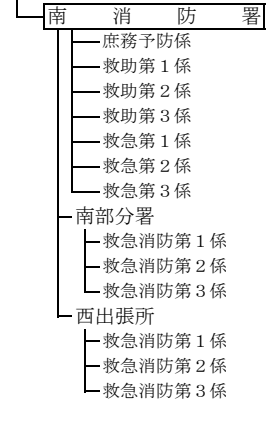 南消防署
庶務予防係
救助第１係
救助第２係
救助第３係
救急第１係
救急第２係
救急第３係
南部分署
救急消防第１係
救急消防第２係
救急消防第３係
西出張所
救急消防第１係
救急消防第２係
救急消防第３係